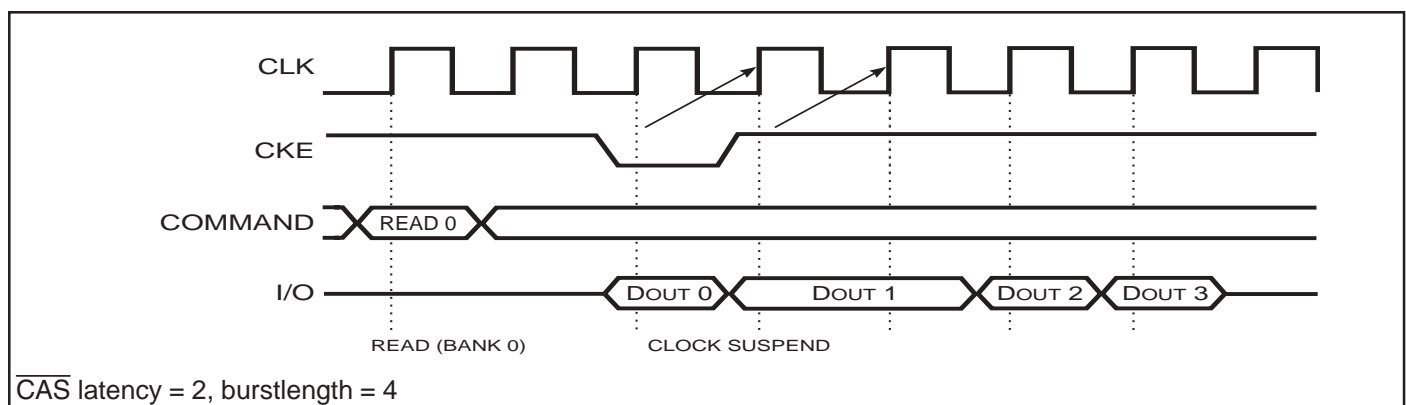 CLK
CKE
COMMAND READ 0
I/O DOUT 0 DOUT 1 DOUT 2 DOUT 3
READ (BANK 0) CLOCK SUSPEND
CAS latency = 2, burstlength = 4